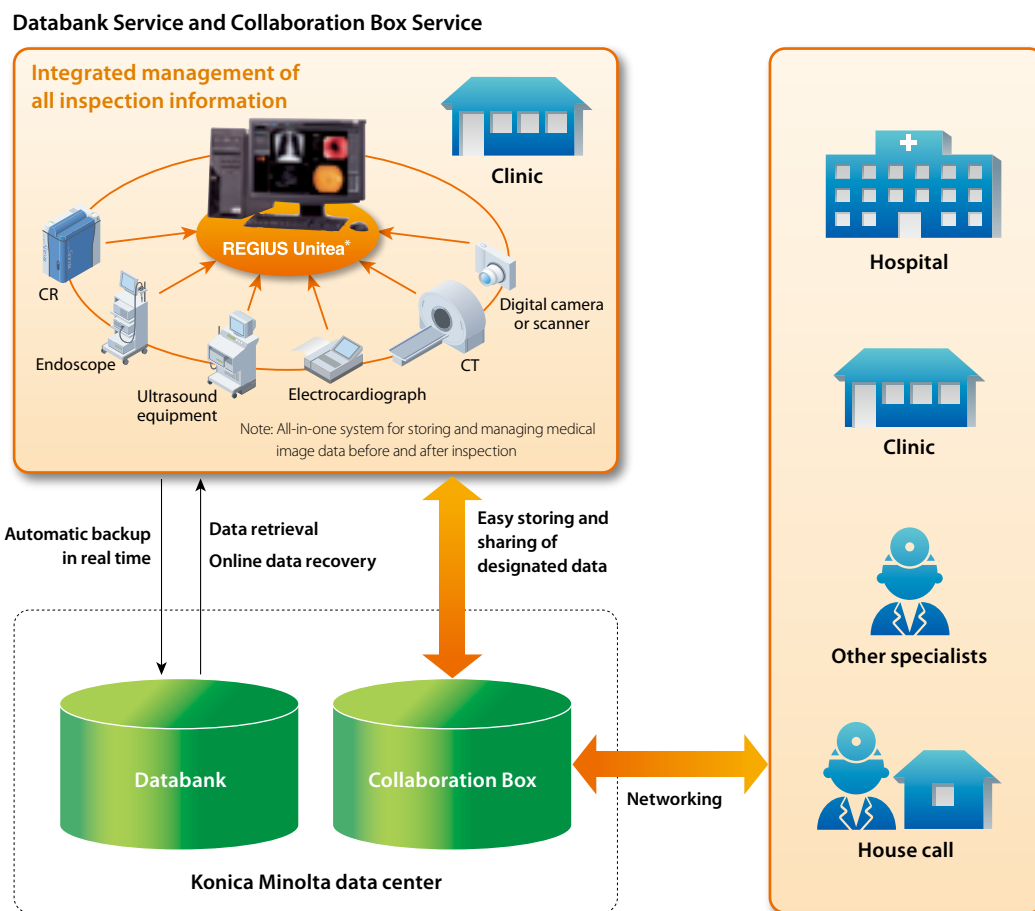 Databank Service and Collaboration Box Service
Integrated management of
all inspection information
Clinic
REGIUS Unitea*
CR
Endoscope
Ultrasound
equipment
Electrocardiograph
CT
Digital camera
or scanner
Note: All-in-one system for storing and managing medical
image data before and after inspection
Automatic backup
in real time
Data retrieval
Online data recovery
Easy storing and
sharing of
designated data
Databank
Collaboration Box
Konica Minolta data center
Networking
Hospital
Clinic
Other specialists
House call